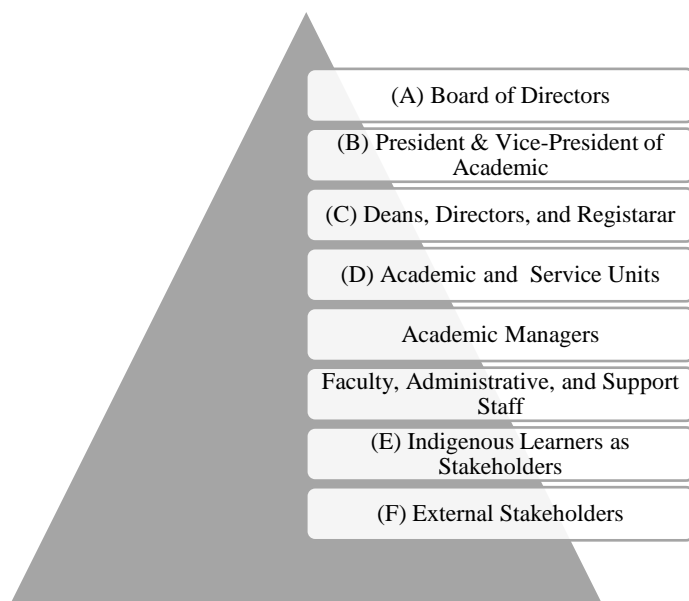 (A) Board of Directors
(B) President & Vice-President of
Academic
(C) Deans, Directors, and Registarar
(D) Academic and Service Units
Academic Managers
Faculty, Administrative, and Support
Staff
(E) Indigenous Learners as
Stakeholders
(F) External Stakeholders